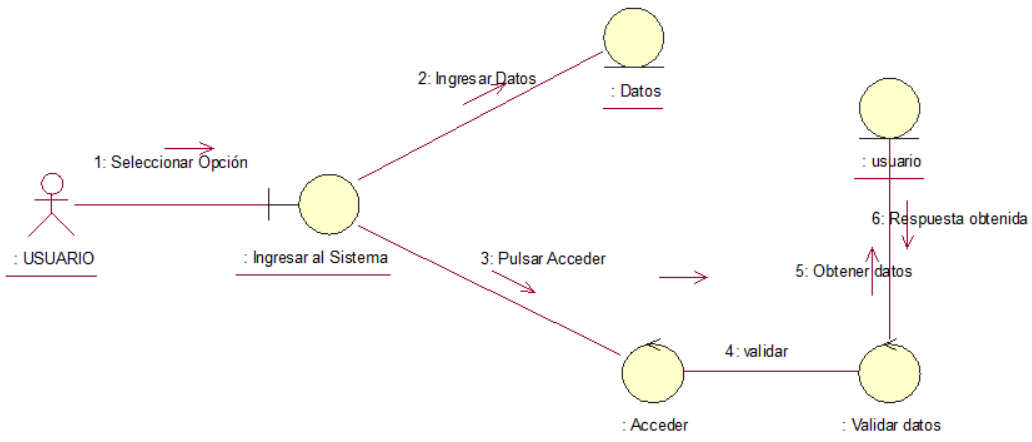 2: Ingresar Datos
: Datos
1: Seleccionar Opción
: usuario
6: Respuesta obtenida
: USUARIO
: Ingresar al Sistema
3: Pulsar Acceder
5: Obtener datos
4: validar
: Acceder
: Validar datos